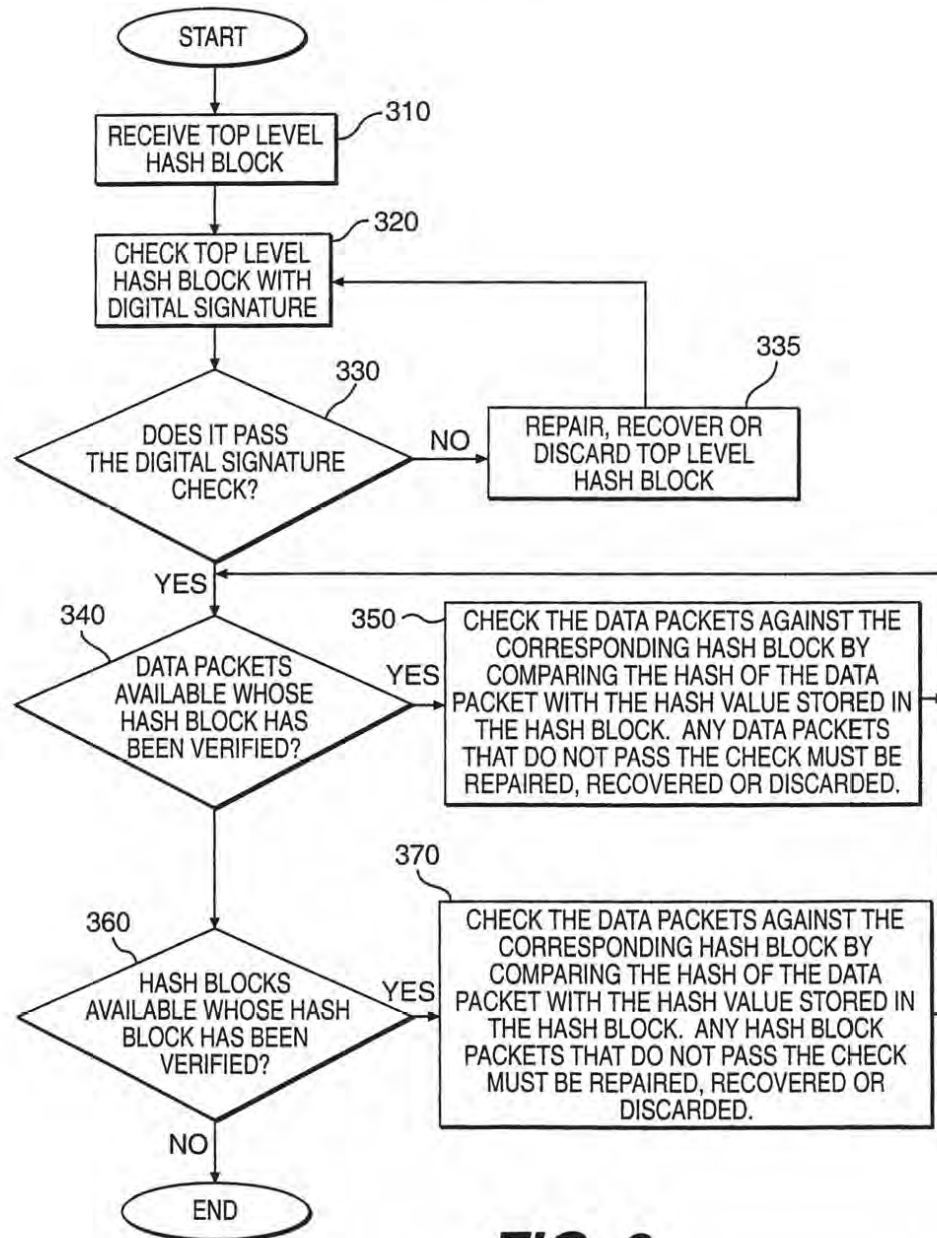 START
310
RECEIVE TOP LEVEL
HASH BLOCK
320
CHECK TOP LEVEL
HASH BLOCK WITH
DIGITAL SIGNATURE
330
DOES IT PASS
THE DIGITAL SIGNATURE
CHECK?
NO
335
REPAIR, RECOVER OR
DISCARD TOP LEVEL
HASH BLOCK
YES
340
DATA PACKETS
AVAILABLE WHOSE
HASH BLOCK HAS
BEEN VERIFIED?
YES
350
CHECK THE DATA PACKETS AGAINST THE
CORRESPONDING HASH BLOCK BY
COMPARING THE HASH OF THE DATA
PACKET WITH THE HASH VALUE STORED IN
THE HASH BLOCK. ANY DATA PACKETS
THAT DO NOT PASS THE CHECK MUST BE
REPAIRED, RECOVERED OR DISCARDED.
360
HASH BLOCKS
AVAILABLE WHOSE HASH
BLOCK HAS BEEN
VERIFIED?
YES
370
CHECK THE DATA PACKETS AGAINST THE
CORRESPONDING HASH BLOCK BY
COMPARING THE HASH OF THE DATA
PACKET WITH THE HASH VALUE STORED IN
THE HASH BLOCK. ANY HASH BLOCK
PACKETS THAT DO NOT PASS THE CHECK
MUST BE REPAIRED, RECOVERED OR
DISCARDED.
NO
END
FIG.